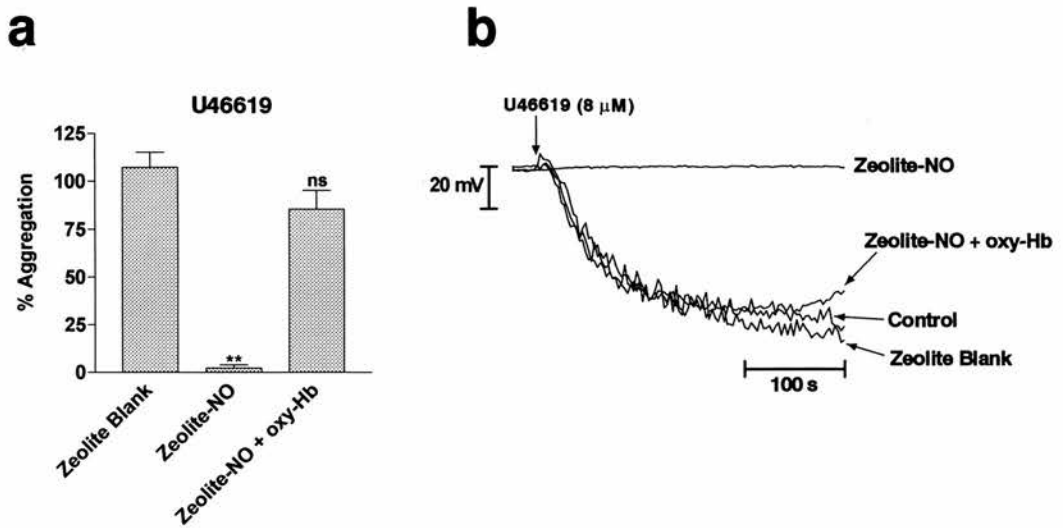 a
U46619
% Aggregation
125
100
75
50
25
0
**
ns
Zeolite Blank
Zeolite-NO
Zeolite-NO + oxy-Hb
b
U46619 (8 μM)
20 mV
Zeolite-NO
Zeolite-NO + oxy-Hb
Control
Zeolite Blank
100 s